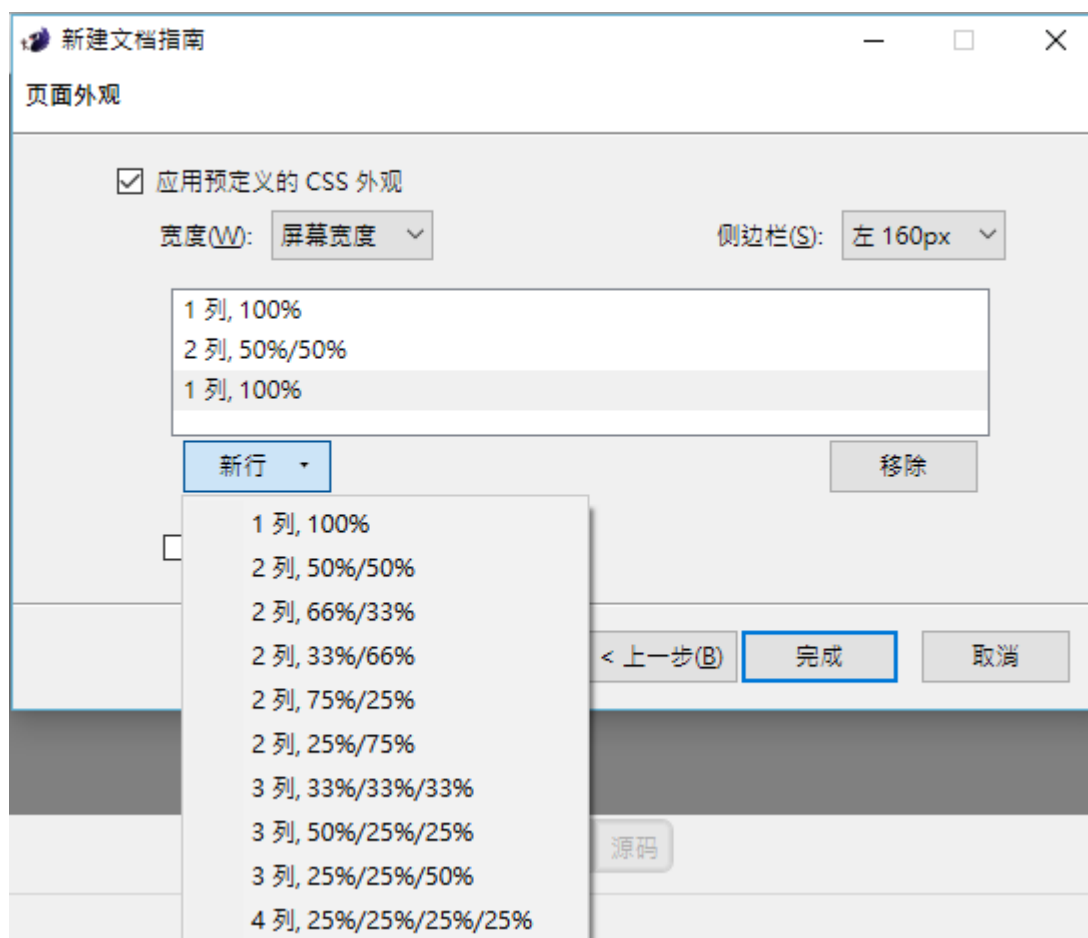 新建文档指南
页面外观
应用预定义的 CSS 外观
宽度(W): 屏幕宽度 侧边栏(S): 左 160px
1 列, 100%
2 列, 50%/50%
1 列, 100%
新行 移除
1 列, 100%
2 列, 50%/50%
2 列, 66%/33%
2 列, 33%/66%
< 上一步(B) 完成 取消
2 列, 75%/25%
2 列, 25%/75%
3 列, 33%/33%/33%
3 列, 50%/25%/25%
源码
3 列, 25%/25%/50%
4 列, 25%/25%/25%/25%